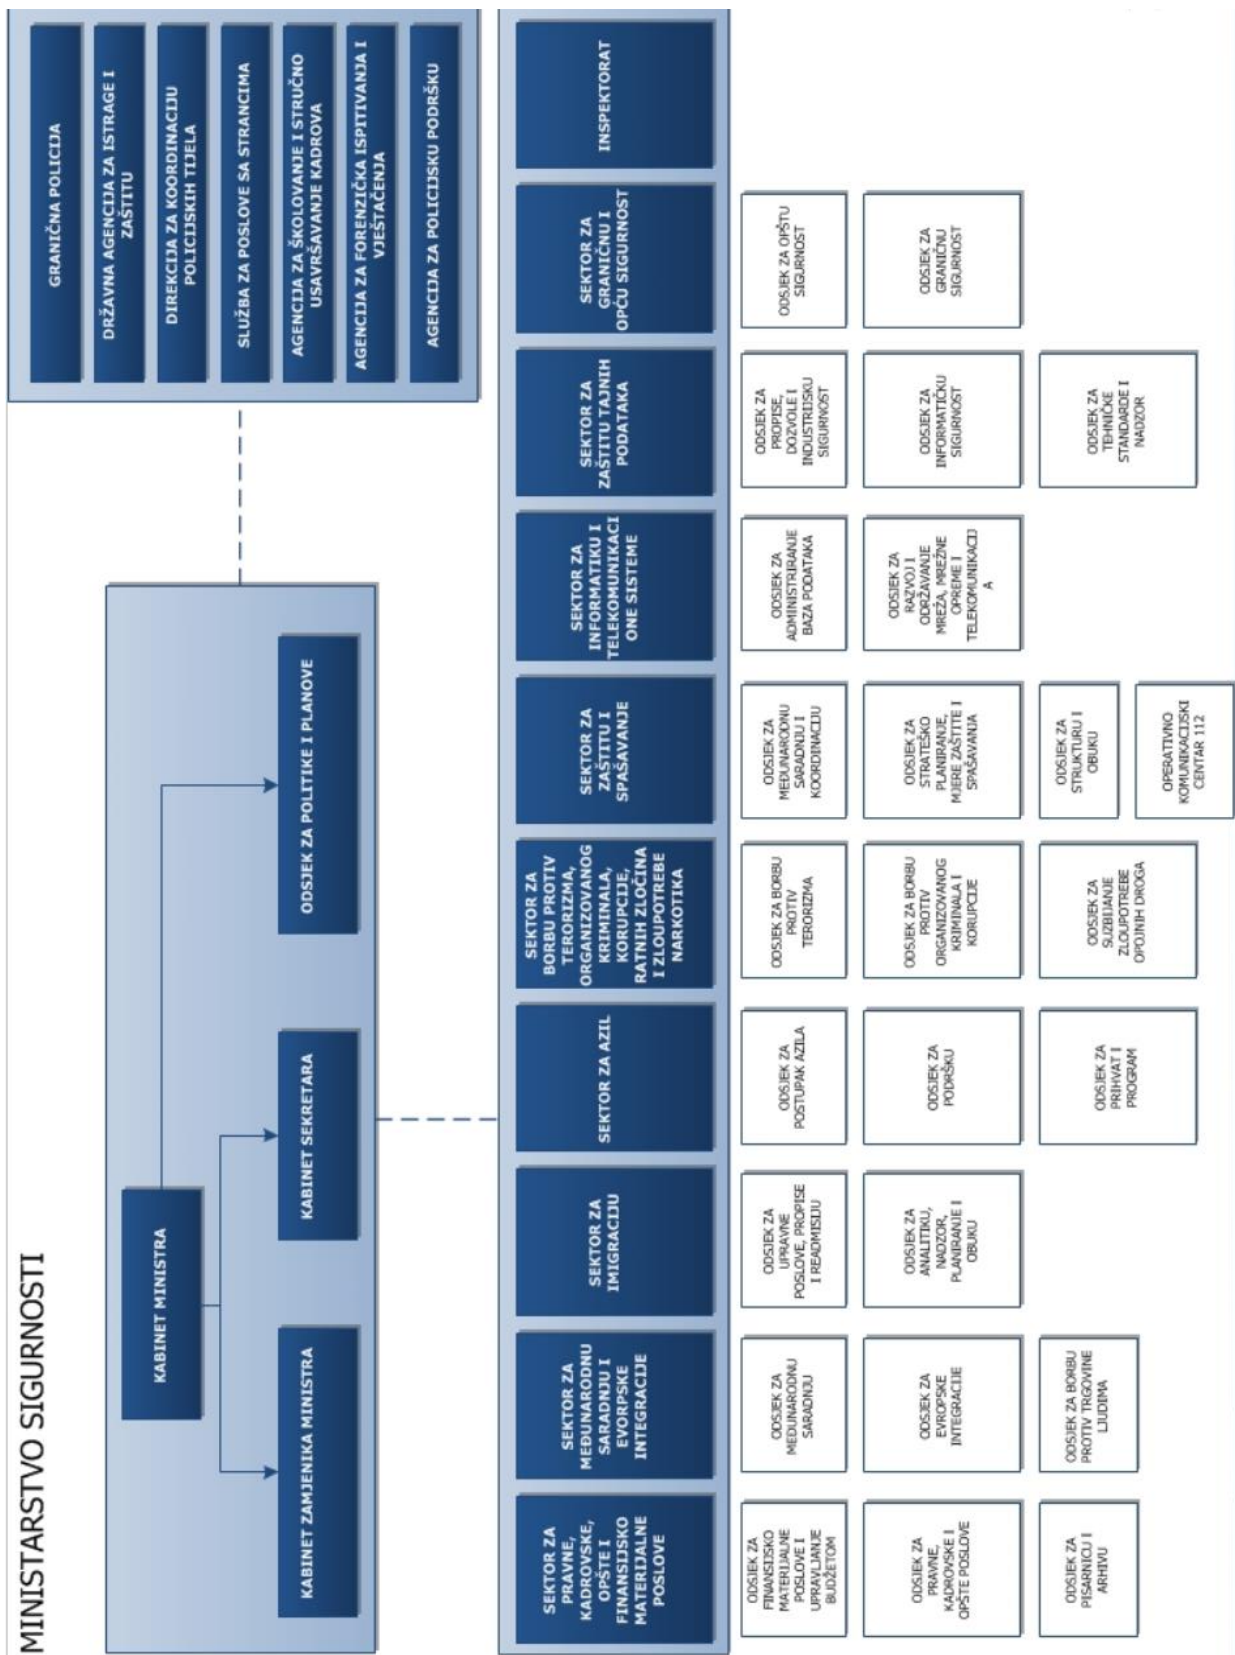 MINISTARSTVO SIGURNOSTI
KABINET MINISTRA
KABINET ZAMJENIKA MINISTRA
KABINET SEKRETARA
ODSJEK ZA POLITIKE I PLANOVE
GRANIČNA POLICIJA
DRŽAVNA AGENCIJA ZA ISTRAGE I
ZAŠTITU
DIREKCIJA ZA KOORDINACIJU
POLICIJSKIH TIJELA
SLUŽBA ZA POSLOVE SA STRANCIMA
AGENCIJA ZA ŠKOLOVANJE I STRUČNO
USAVRŠAVANJE KADROVA
AGENCIJA ZA FORENZIČKA ISPITIVANJA I
VJEŠTAČENJA
AGENCIJA ZA POLICIJSKU PODRŠKU
SEKTOR ZA
PRAVNE,
KADROVSKE,
OPŠTE I
FINANSIJSKO
MATERIJALNE
POSLOVE
ODSJEK ZA
FINANSIJSKO
MATERIJALNE
POSLOVE I
UPRAVLJANJE
BUDŽETOM
ODSJEK ZA
PRAVNE,
KADROVSKE I
OPŠTE POSLOVE
ODSJEK ZA
PISARNICU I
ARHIVU
SEKTOR ZA
MEĐUNARODNU
SARADNJU I
EVORPSKE
INTEGRACIJE
ODSJEK ZA
MEĐUNARODNU
SARADNJU
ODSJEK ZA
EVROPSKE
INTEGRACIJE
ODSJEK ZA BORBU
PROTIV TRGOVINE
LJUDIMA
SEKTOR ZA
IMIGRACIJU
ODSJEK ZA
UPRAVNE
POSLOVE, PROPISE
I READMISIJU
ODSJEK ZA
ANALITIKU,
NADZOR,
PLANIRANJE I
OBUKU
SEKTOR ZA AZIL
ODSJEK ZA
POSTUPAK AZILA
ODSJEK ZA
PODRŠKU
ODSJEK ZA
PRIHVAT I
PROGRAM
SEKTOR ZA
BORBU PROTIV
TERORIZMA,
ORGANIZOVANOG
KRIMINALA,
KORUPCIJE,
RATNIH ZLOČINA
I ZLOUPOTREBE
NARKOTIKA
ODSJEK ZA BORBU
PROTIV
TERORIZMA
ODSJEK ZA BORBU
PROTIV
ORGANIZOVANOG
KRIMINALA I
KORUPCIJE
ODSJEK ZA
SUZBIJANJE
ZLOUPOTREBE
OPOJNIH DROGA
SEKTOR ZA
ZAŠTITU I
SPAŠAVANJE
ODSJEK ZA
MEĐUNARODNU
SARADNJU I
KOORDINACIJU
ODSJEK ZA
STRATEŠKO
PLANIRANJE,
MJERE ZAŠTITE I
SPAŠAVANJA
ODSJEK ZA
STRUKTURU I
OBUKU
OPERATIVNO
KOMUNIKACIJSKI
CENTAR 112
SEKTOR ZA
INFORMATIKU I
TELEKOMUNIKACI
ONE SISTEME
ODSJEK ZA
ADMINISTRIRANJE
BAZA PODATAKA
ODSJEK ZA
RAZVOJ I
ODRŽAVANJE
MREŽA, MREŽNE
OPREME I
TELEKOMUNIKACIJ
A
SEKTOR ZA
ZAŠTITU TAJNIH
PODATAKA
ODSJEK ZA
PROPISE,
DOZVOLE I
INDUSTRIJSKU
SIGURNOST
ODSJEK ZA
INFORMATIČKU
SIGURNOST
ODSJEK ZA
TEHNIČKE
STANDARDE I
NADZOR
SEKTOR ZA
GRANIČNU I
OPĆU SIGURNOST
ODSJEK ZA OPŠTU
SIGURNOST
ODSJEK ZA
GRANIČNU
SIGURNOST
INSPEKTORAT